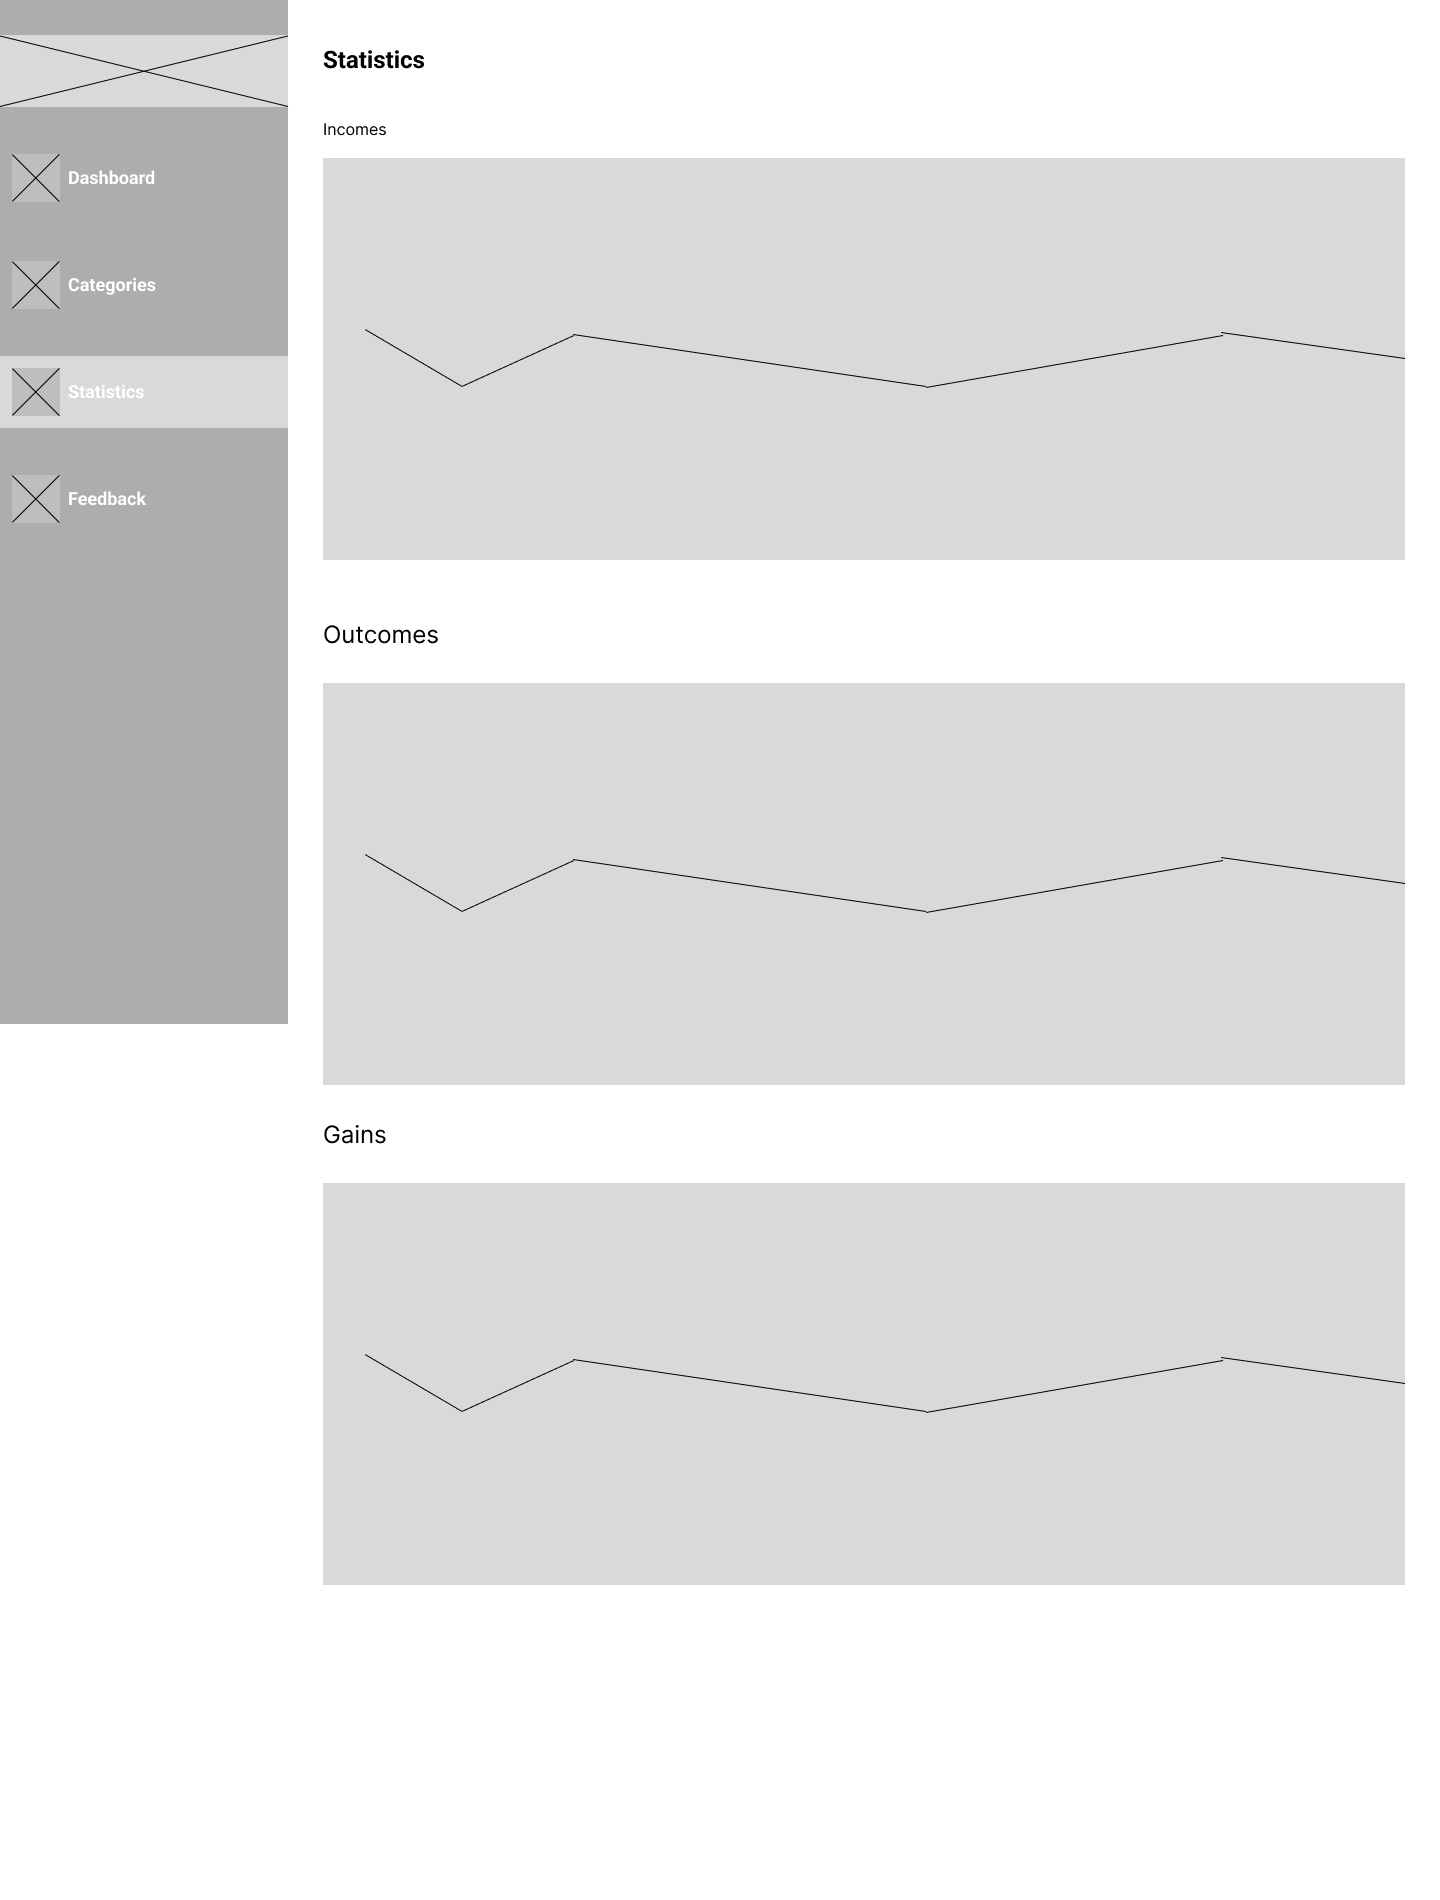 Dashboard
Categories
Statistics
Feedback
Statistics
Incomes
Outcomes
Gains